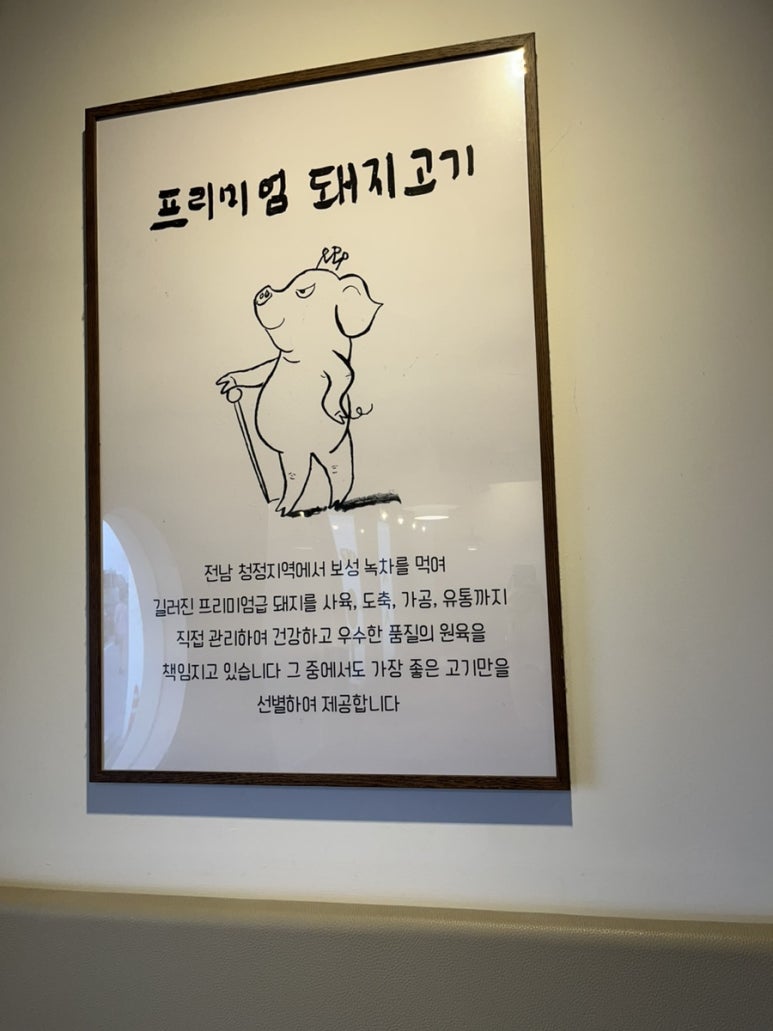 프리미엄 돼지고기
전남 청정지역에서 보성 녹차를 먹여
길러진 프리미엄급 돼지를 사육, 도축, 가공, 유통까지
직접 관리하여 건강하고 우수한 품질의 원육을
책임지고 있습니다 그 중에서도 가장 좋은 고기만을
선별하여 제공합니다